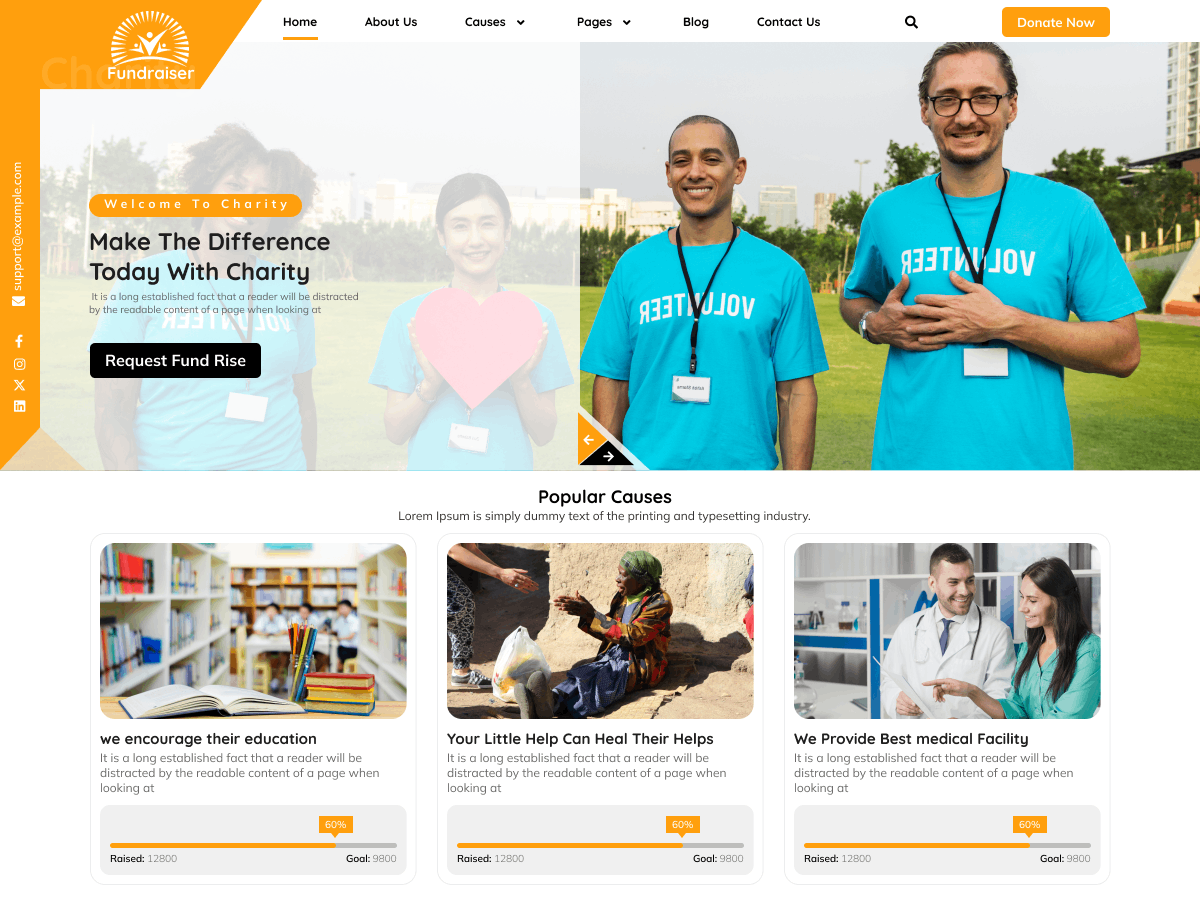 Home About Us Causes Pages Blog Contact Us Donate Now
Fundraiser
support@example.com
Welcome To Charity
Make The Difference
Today With Charity
It is a long established fact that a reader will be distracted
by the readable content of a page when looking at
Request Fund Rise
VOLUNTEER
VOLUNTEER
Popular Causes
Lorem Ipsum is simply dummy text of the printing and typesetting industry.
we encourage their education
It is a long established fact that a reader will be
distracted by the readable content of a page when
looking at
60%
Raised: 12800 Goal: 9800
Your Little Help Can Heal Their Helps
It is a long established fact that a reader will be
distracted by the readable content of a page when
looking at
60%
Raised: 12800 Goal: 9800
We Provide Best medical Facility
It is a long established fact that a reader will be
distracted by the readable content of a page when
looking at
60%
Raised: 12800 Goal: 9800